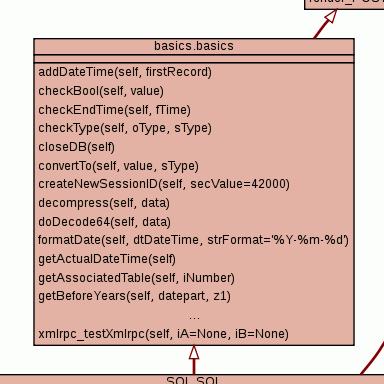 basics.basics
addDateTime(self, firstRecord)
checkBool(self, value)
checkEndTime(self, fTime)
checkType(self, oType, sType)
closeDB(self)
convertTo(self, value, sType)
createNewSessionID(self, secValue=42000)
decompress(self, data)
doDecode64(self, data)
formatDate(self, dtDateTime, strFormat='%Y-%m-%d')
getActualDateTime(self)
getAssociatedTable(self, iNumber)
getBeforeYears(self, datepart, z1)
...
xmlrpc_testXmlrpc(self, iA=None, iB=None)
SQL.SQL